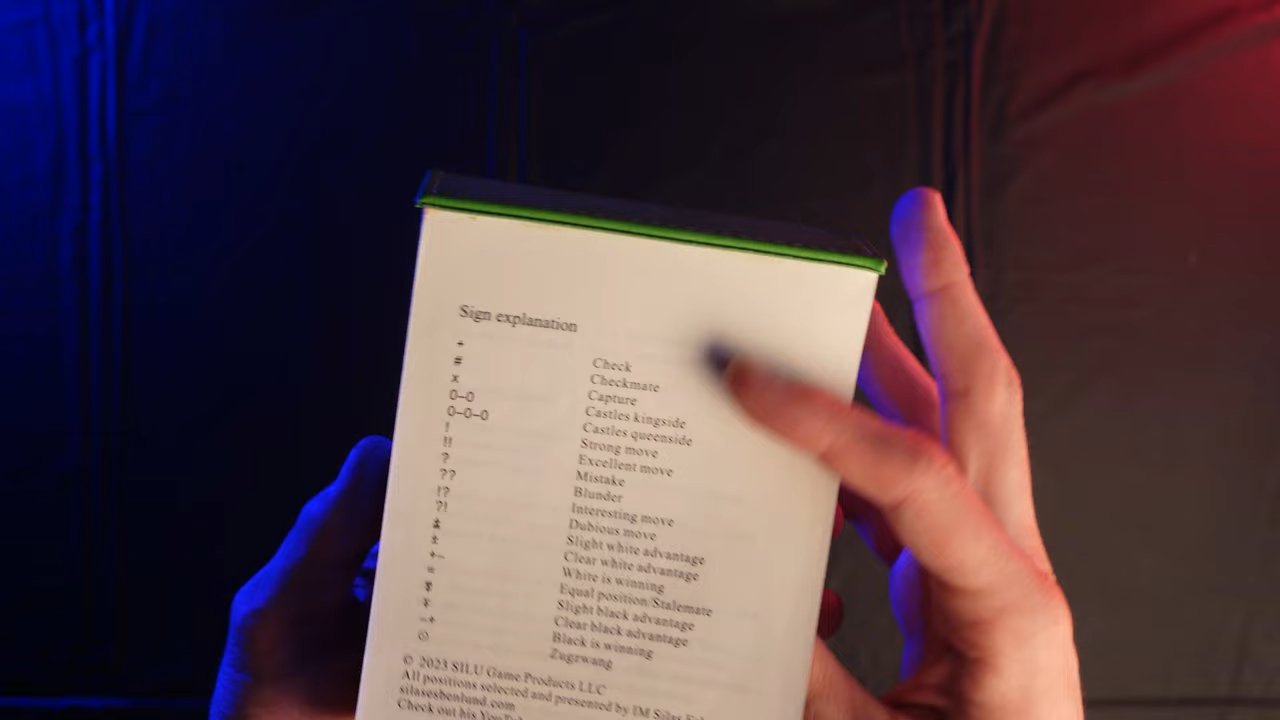 Sign explanation
+ Check
# Checkmate
x Capture
0-0 Castles kingside
0-0-0 Castles queenside
! Strong move
!! Excellent move
? Mistake
?? Blunder
!? Interesting move
?! Dubious move
⩲ Slight white advantage
± Clear white advantage
+− White is winning
= Equal position/Stalemate
⩱ Slight black advantage
∓ Clear black advantage
−+ Black is winning
⊙ Zugzwang
© 2023 SILU Game Products LLC
All positions selected and presented by IM Silas
silasesbenlund.com
Check out his